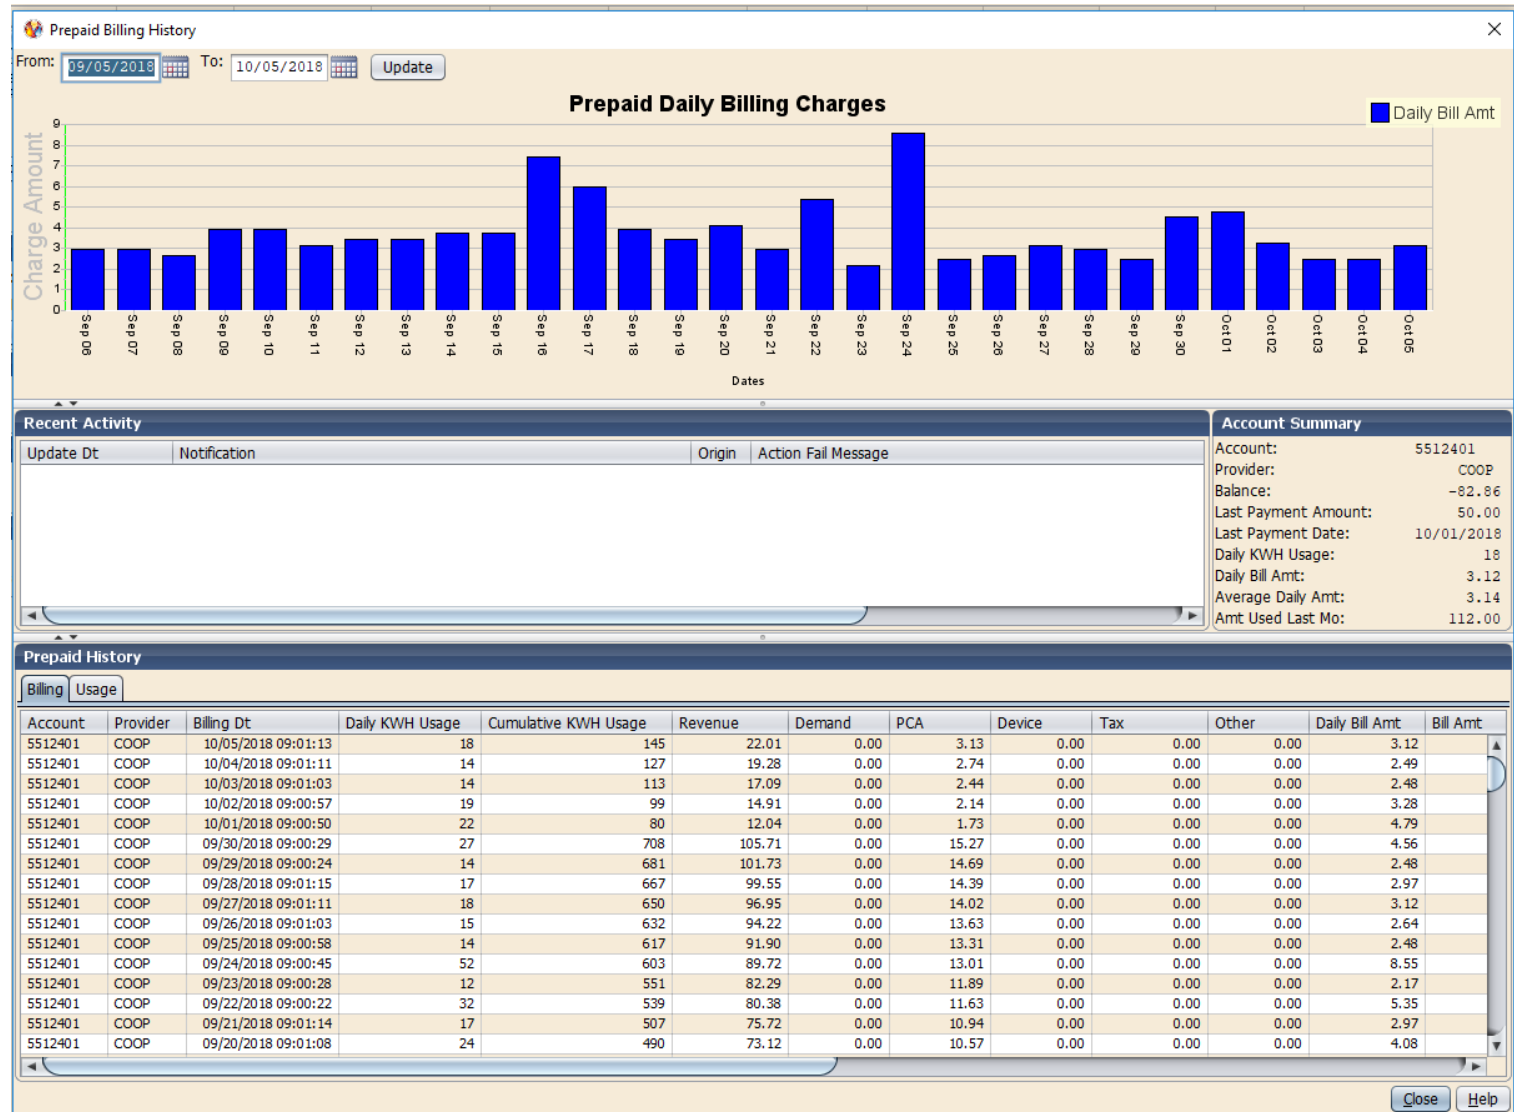 Prepaid Billing History
From: 09/05/2018 To: 10/05/2018 Update
Prepaid Daily Billing Charges
Daily Bill Amt
Charge Amount
9
8
7
6
5
4
3
2
1
0
Sep 06 Sep 07 Sep 08 Sep 09 Sep 10 Sep 11 Sep 12 Sep 13 Sep 14 Sep 15 Sep 16 Sep 17 Sep 18 Sep 19 Sep 20 Sep 21 Sep 22 Sep 23 Sep 24 Sep 25 Sep 26 Sep 27 Sep 28 Sep 29 Sep 30 Oct 01 Oct 02 Oct 03 Oct 04 Oct 05
Dates
Recent Activity
Update Dt Notification Origin Action Fail Message
Account Summary
Account: 5512401
Provider: COOP
Balance: -82.86
Last Payment Amount: 50.00
Last Payment Date: 10/01/2018
Daily KWH Usage: 18
Daily Bill Amt: 3.12
Average Daily Amt: 3.14
Amt Used Last Mo: 112.00
Prepaid History
Billing Usage
Account Provider Billing Dt Daily KWH Usage Cumulative KWH Usage Revenue Demand PCA Device Tax Other Daily Bill Amt Bill Amt
5512401 COOP 10/05/2018 09:01:13 18 145 22.01 0.00 3.13 0.00 0.00 0.00 3.12
5512401 COOP 10/04/2018 09:01:11 14 127 19.28 0.00 2.74 0.00 0.00 0.00 2.49
5512401 COOP 10/03/2018 09:01:03 14 113 17.09 0.00 2.44 0.00 0.00 0.00 2.48
5512401 COOP 10/02/2018 09:00:57 19 99 14.91 0.00 2.14 0.00 0.00 0.00 3.28
5512401 COOP 10/01/2018 09:00:50 22 80 12.04 0.00 1.73 0.00 0.00 0.00 4.79
5512401 COOP 09/30/2018 09:00:29 27 708 105.71 0.00 15.27 0.00 0.00 0.00 4.56
5512401 COOP 09/29/2018 09:00:24 14 681 101.73 0.00 14.69 0.00 0.00 0.00 2.48
5512401 COOP 09/28/2018 09:01:15 17 667 99.55 0.00 14.39 0.00 0.00 0.00 2.97
5512401 COOP 09/27/2018 09:01:11 18 650 96.95 0.00 14.02 0.00 0.00 0.00 3.12
5512401 COOP 09/26/2018 09:01:03 15 632 94.22 0.00 13.63 0.00 0.00 0.00 2.64
5512401 COOP 09/25/2018 09:00:58 14 617 91.90 0.00 13.31 0.00 0.00 0.00 2.48
5512401 COOP 09/24/2018 09:00:45 52 603 89.72 0.00 13.01 0.00 0.00 0.00 8.55
5512401 COOP 09/23/2018 09:00:28 12 551 82.29 0.00 11.89 0.00 0.00 0.00 2.17
5512401 COOP 09/22/2018 09:00:22 32 539 80.38 0.00 11.63 0.00 0.00 0.00 5.35
5512401 COOP 09/21/2018 09:01:14 17 507 75.72 0.00 10.94 0.00 0.00 0.00 2.97
5512401 COOP 09/20/2018 09:01:08 24 490 73.12 0.00 10.57 0.00 0.00 0.00 4.08
Close Help